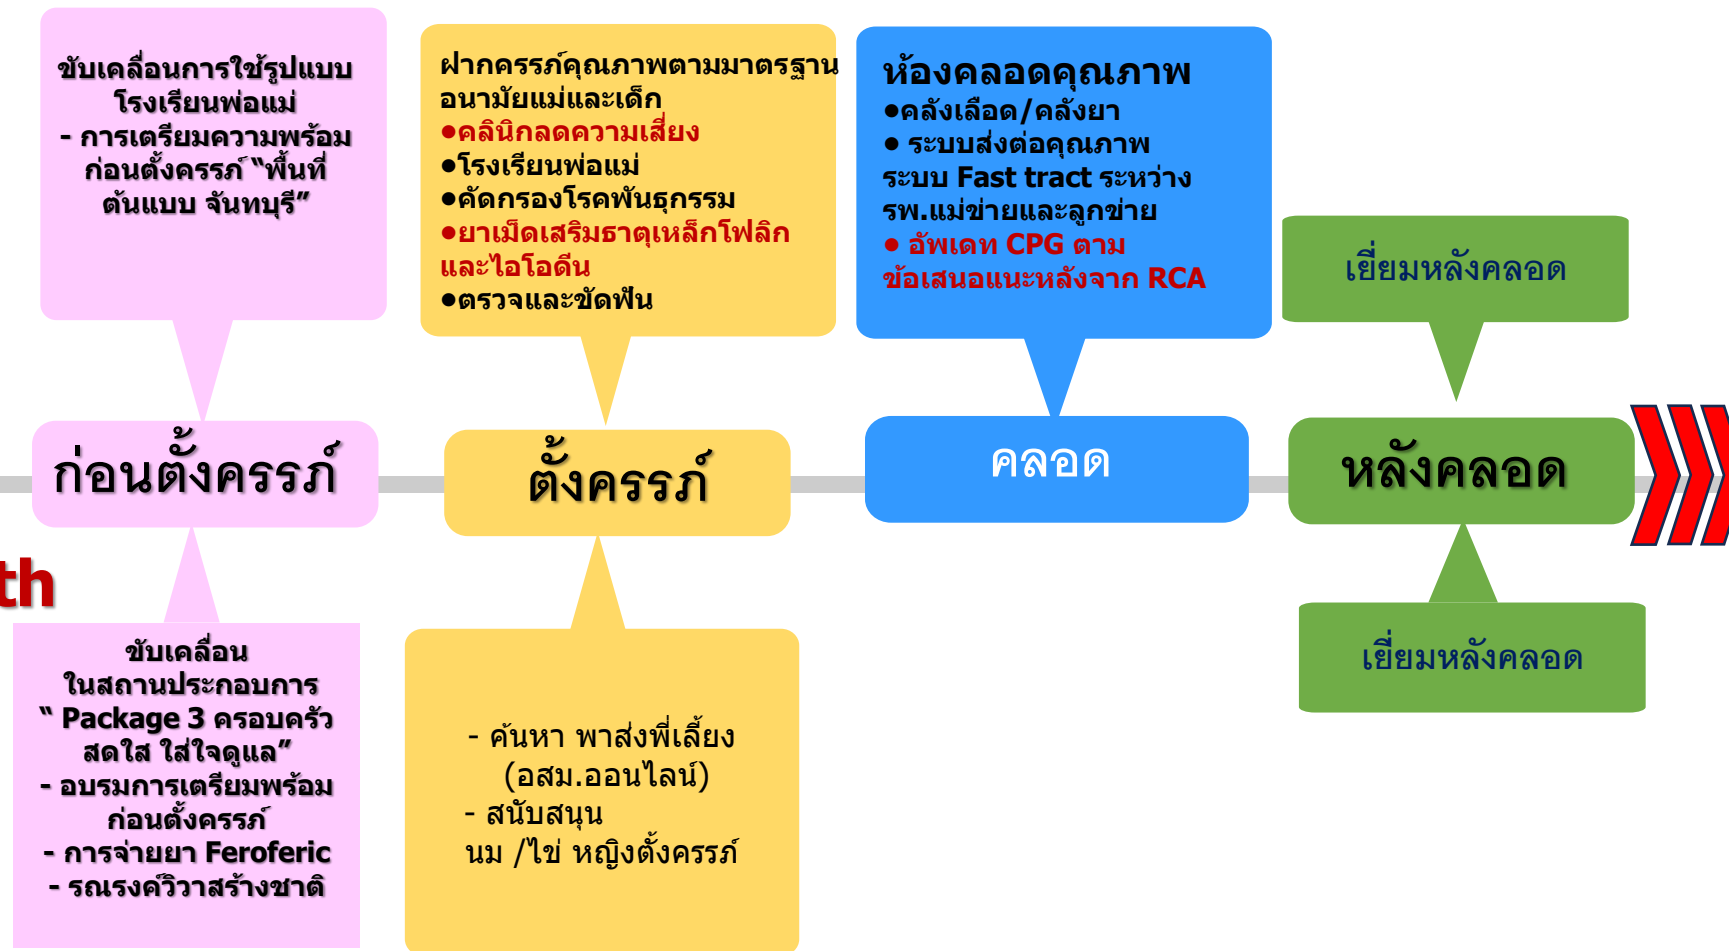 ขับเคลื่อนการใช้รูปแบบ
โรงเรียนพ่อแม่
- การเตรียมความพร้อม
ก่อนตั้งครรภ์ “พื้นที่
ต้นแบบ จันทบุรี”
ฝากครรภ์คุณภาพตามมาตรฐาน
อนามัยแม่และเด็ก
●คลินิกลดความเสี่ยง
●โรงเรียนพ่อแม่
●คัดกรองโรคพันธุกรรม
●ยาเม็ดเสริมธาตุเหล็กโฟลิก
และไอโอดีน
●ตรวจและขัดฟัน
ห้องคลอดคุณภาพ
●คลังเลือด/คลังยา
● ระบบส่งต่อคุณภาพ
ระบบ Fast tract ระหว่าง
รพ.แม่ข่ายและลูกข่าย
● อัพเดท CPG ตาม
ข้อเสนอแนะหลังจาก RCA
เยี่ยมหลังคลอด
ก่อนตั้งครรภ์
ตั้งครรภ์
คลอด
หลังคลอด
th
ขับเคลื่อน
ในสถานประกอบการ
“ Package 3 ครอบครัว
สดใส ใส่ใจดูแล”
- อบรมการเตรียมพร้อม
ก่อนตั้งครรภ์
- การจ่ายยา Feroferic
- รณรงค์วิวาสร้างชาติ
- ค้นหา พาส่งพี่เลี้ยง
(อสม.ออนไลน์)
- สนับสนุน
นม /ไข่ หญิงตั้งครรภ์
เยี่ยมหลังคลอด